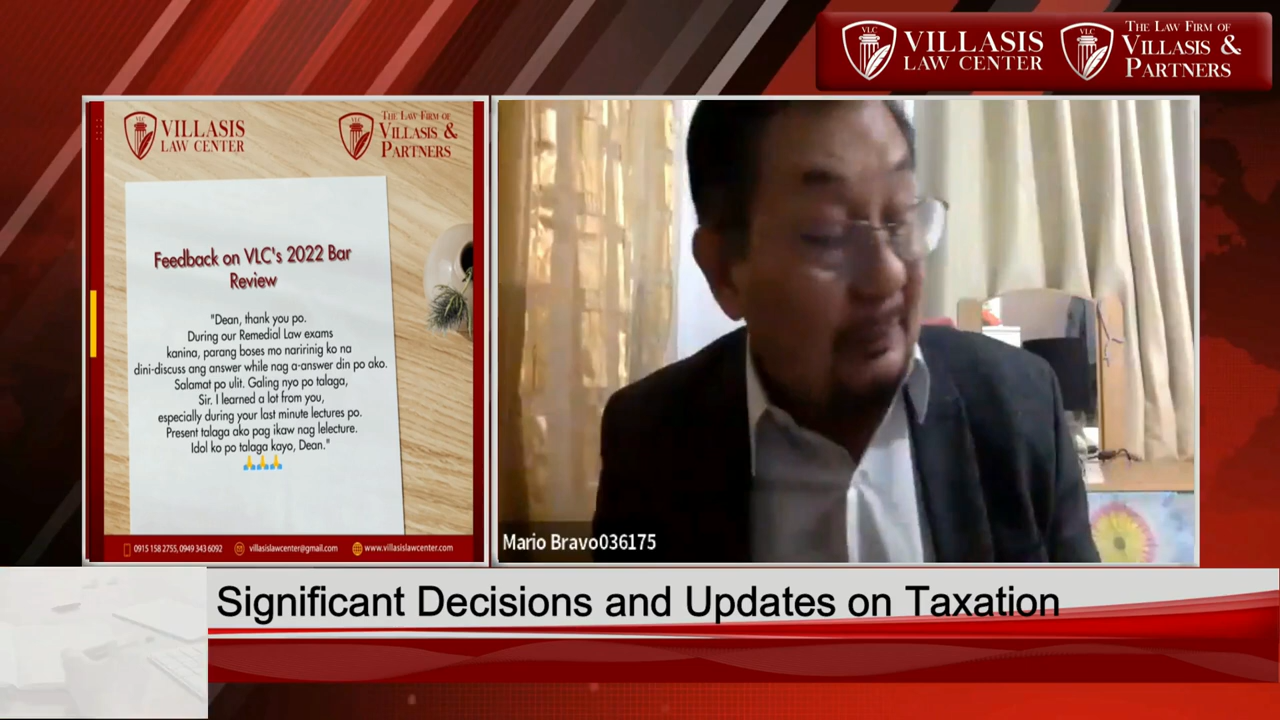 VLC
VILLASIS
LAW CENTER
VLC
THE LAW FIRM OF
VILLASIS &
PARTNERS
VLC
VILLASIS
LAW CENTER
VLC
THE LAW FIRM OF
VILLASIS &
PARTNERS
Feedback on VLC's 2022 Bar
Review
"Dean, thank you po.
During our Remedial Law exams
kanina, parang boses mo naririnig ko na
dini-discuss ang answer while nag a-answer din po ako.
Salamat po ulit. Galing nyo po talaga,
Sir. I learned a lot from you,
especially during your last minute lectures po.
Present talaga ako pag ikaw nag lelecture.
Idol ko po talaga kayo, Dean."
0915 158 2755, 0949 343 6092 villasislawcenter@gmail.com www.villasislawcenter.com
Mario Bravo036175
Significant Decisions and Updates on Taxation